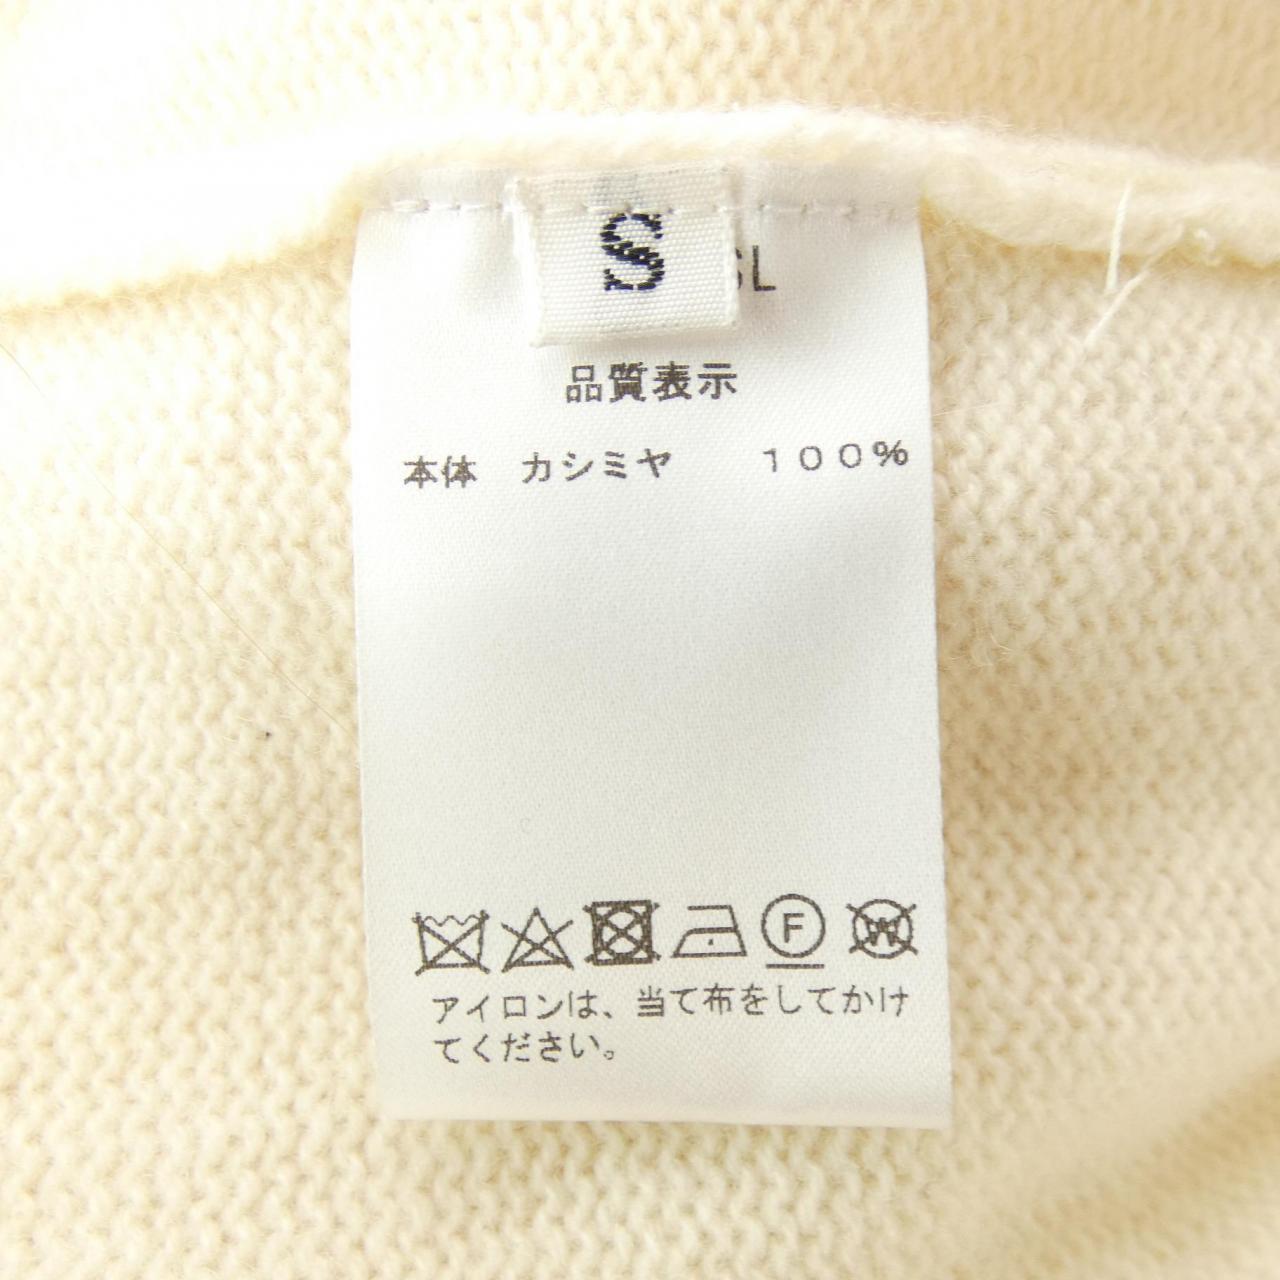 S
品質表示
本体 カシミヤ 100%
F
W
アイロンは、当て布をしてかけ
てください。